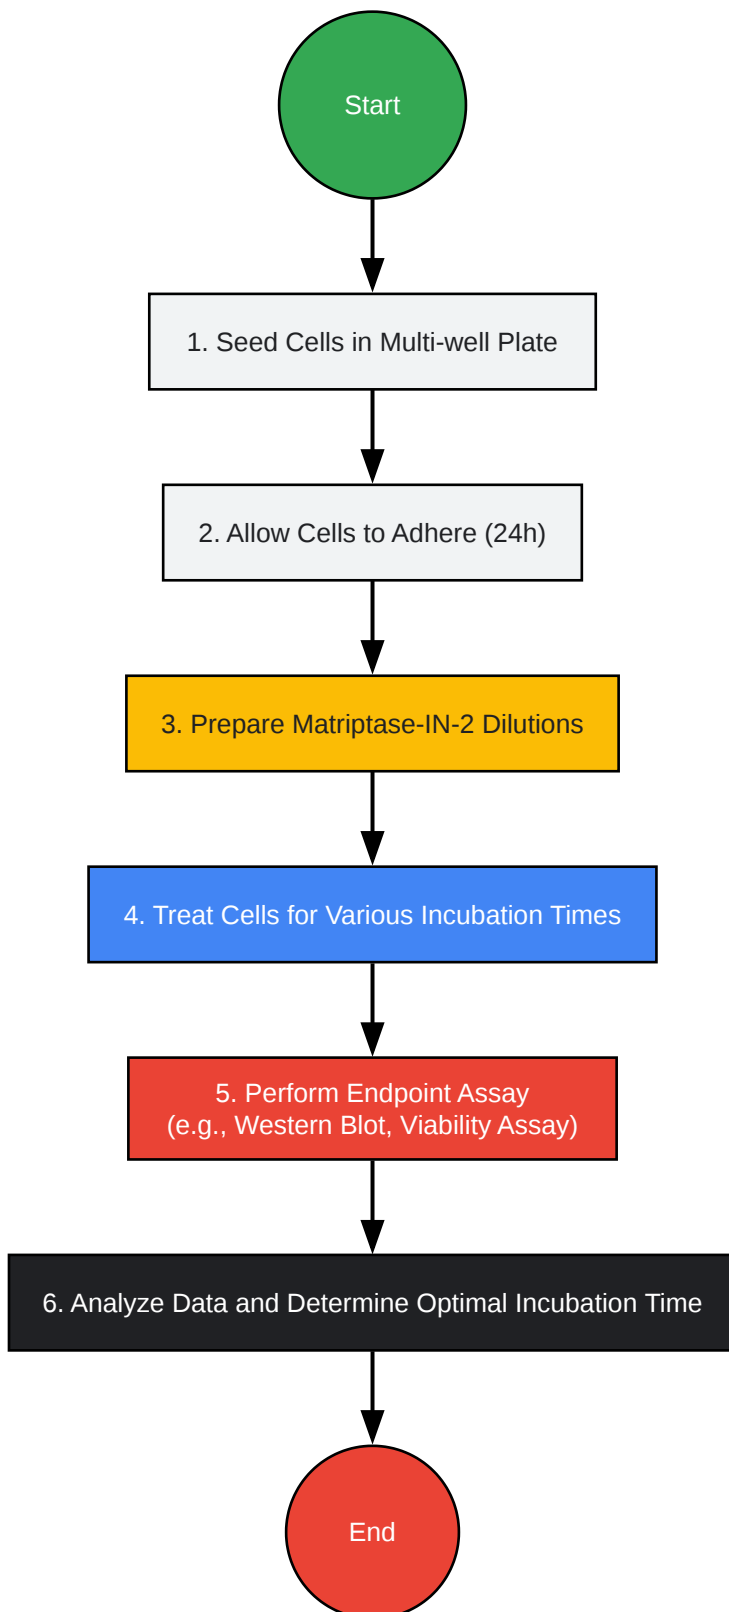 Start
1. Seed Cells in Multi-well Plate
2. Allow Cells to Adhere (24h)
3. Prepare Matriptase-IN-2 Dilutions
4. Treat Cells for Various Incubation Times
5. Perform Endpoint Assay
(e.g., Western Blot, Viability Assay)
6. Analyze Data and Determine Optimal Incubation Time
End